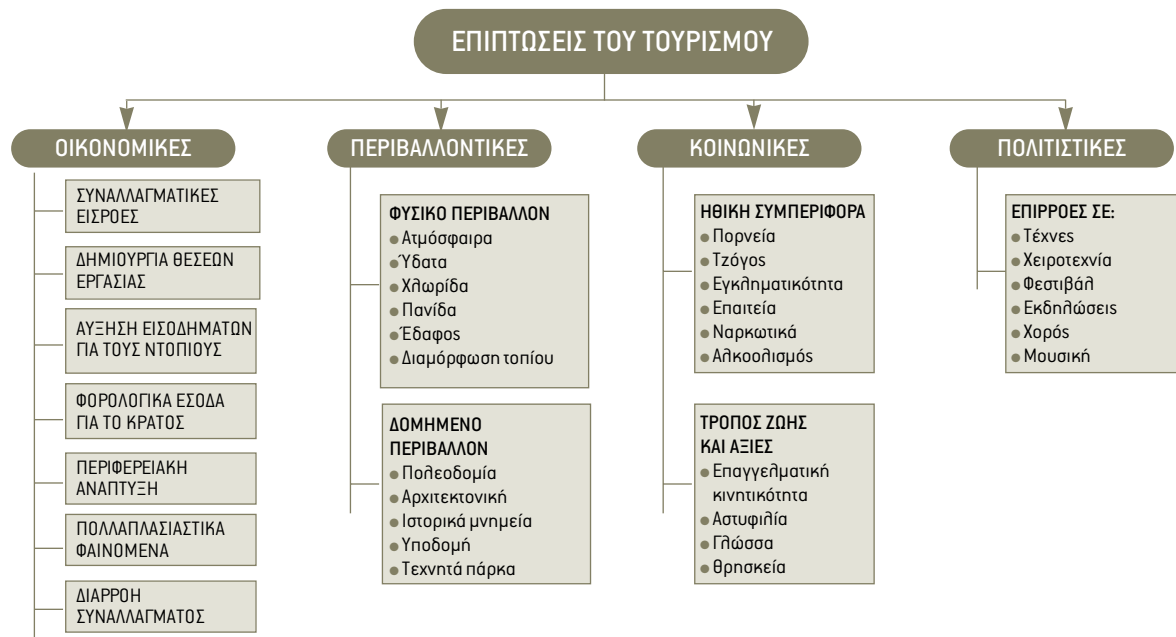 ΕΠΙΠΤΩΣΕΙΣ ΤΟΥ ΤΟΥΡΙΣΜΟΥ
ΟΙΚΟΝΟΜΙΚΕΣ
ΣΥΝΑΛΛΑΓΜΑΤΙΚΕΣ
ΕΙΣΡΟΕΣ
ΔΗΜΙΟΥΡΓΙΑ ΘΕΣΕΩΝ
ΕΡΓΑΣΙΑΣ
ΑΥΞΗΣΗ ΕΙΣΟΔΗΜΑΤΩΝ
ΓΙΑ ΤΟΥΣ ΝΤΟΠΙΟΥΣ
ΦΟΡΟΛΟΓΙΚΑ ΕΣΟΔΑ
ΓΙΑ ΤΟ ΚΡΑΤΟΣ
ΠΕΡΙΦΕΡΕΙΑΚΗ
ΑΝΑΠΤΥΞΗ
ΠΟΛΛΑΠΛΑΣΙΑΣΤΙΚΑ
ΦΑΙΝΟΜΕΝΑ
ΔΙΑΡΡΟΗ
ΣΥΝΑΛΛΑΓΜΑΤΟΣ
ΠΕΡΙΒΑΛΛΟΝΤΙΚΕΣ
ΦΥΣΙΚΟ ΠΕΡΙΒΑΛΛΟΝ
● Ατμόσφαιρα
● Ύδατα
● Χλωρίδα
● Πανίδα
● Έδαφος
● Διαμόρφωση τοπίου
ΔΟΜΗΜΕΝΟ
ΠΕΡΙΒΑΛΛΟΝ
● Πολεοδομία
● Αρχιτεκτονική
● Ιστορικά μνημεία
● Υποδομή
● Τεχνητά πάρκα
ΚΟΙΝΩΝΙΚΕΣ
ΗΘΙΚΗ ΣΥΜΠΕΡΙΦΟΡΑ
● Πορνεία
● Τζόγος
● Εγκληματικότητα
● Επαιτεία
● Ναρκωτικά
● Αλκοολισμός
ΤΡΟΠΟΣ ΖΩΗΣ
ΚΑΙ ΑΞΙΕΣ
● Επαγγελματική
κινητικότητα
● Αστυφιλία
● Γλώσσα
● Θρησκεία
ΠΟΛΙΤΙΣΤΙΚΕΣ
ΕΠΙΡΡΟΕΣ ΣΕ:
● Τέχνες
● Χειροτεχνία
● Φεστιβάλ
● Εκδηλώσεις
● Χορός
● Μουσική